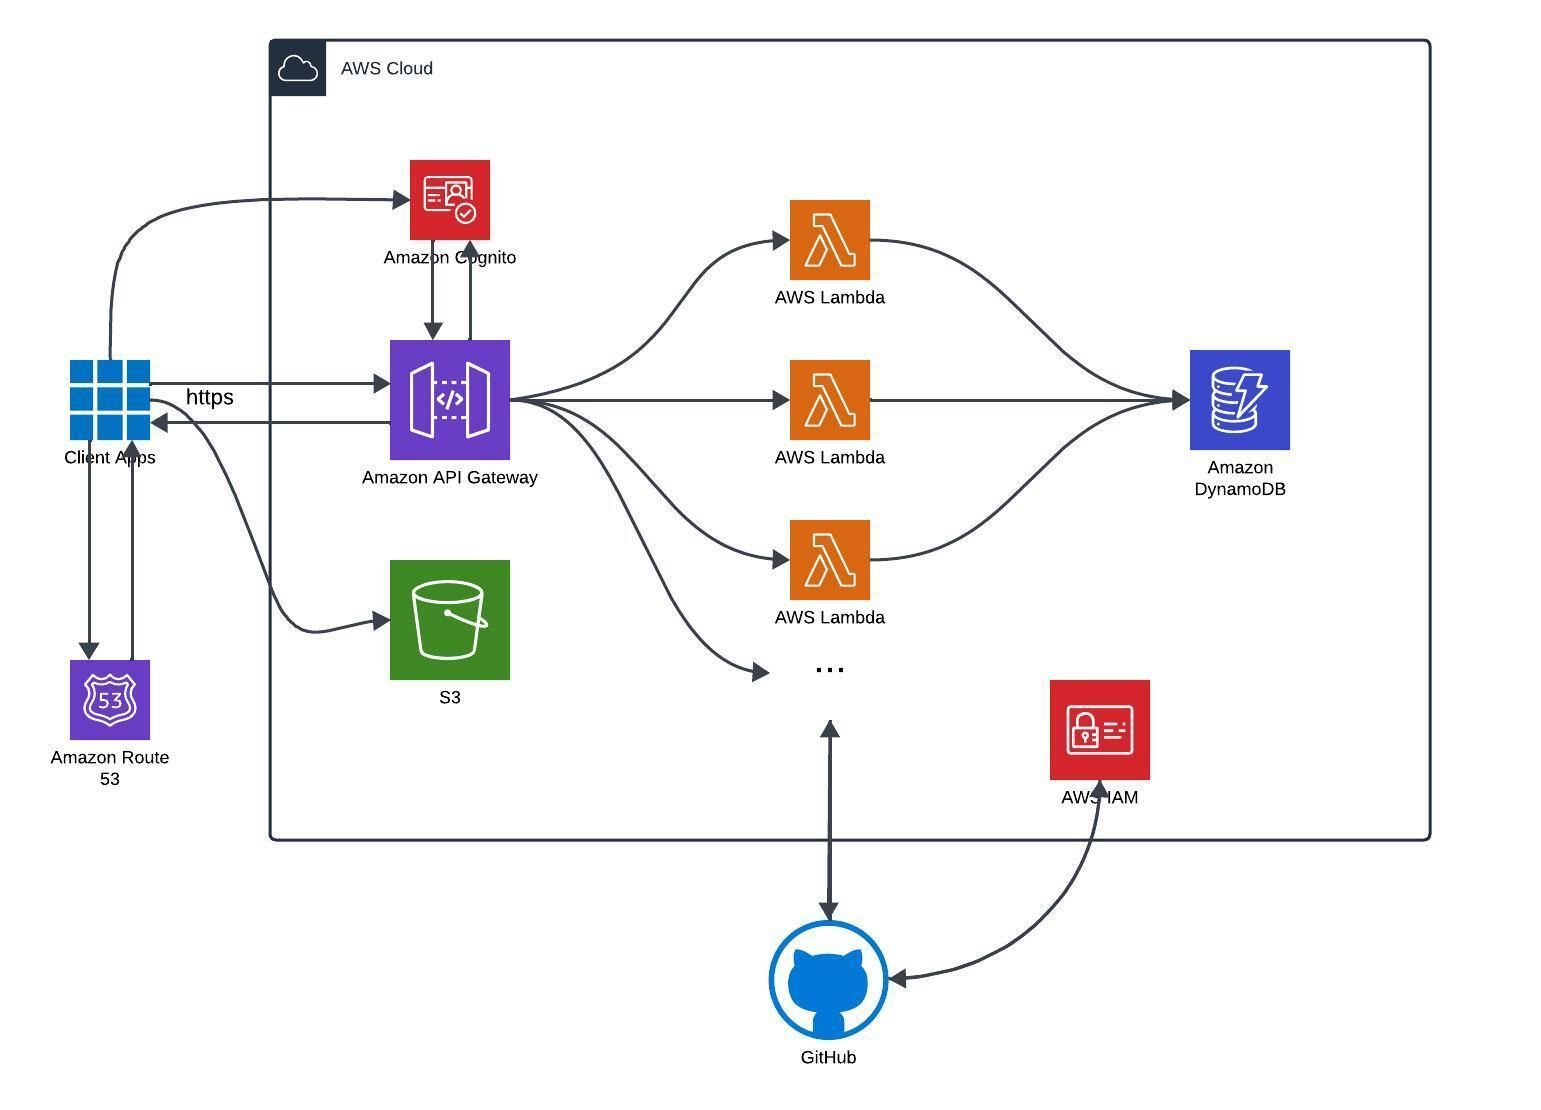 AWS Cloud
Amazon Cognito
https
Client Apps
Amazon API Gateway
AWS Lambda
AWS Lambda
AWS Lambda
...
Amazon
DynamoDB
S3
53
Amazon Route
53
AWS IAM
GitHub